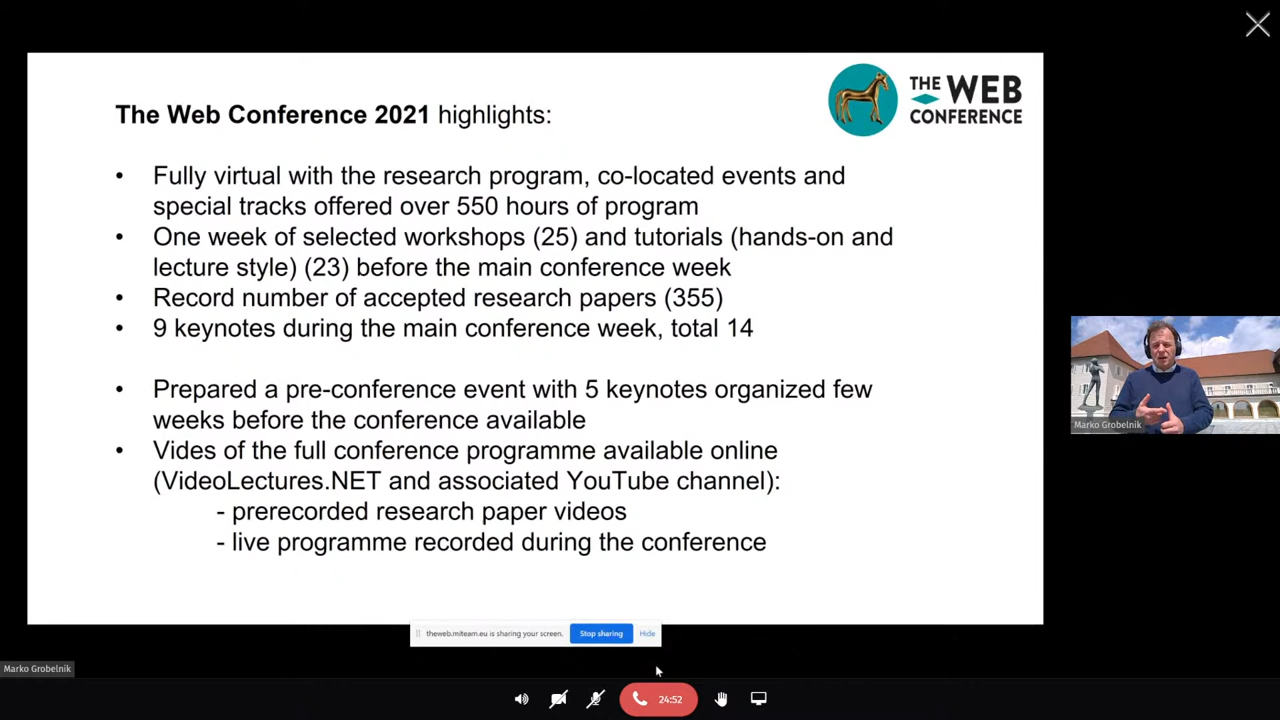 The Web Conference 2021 highlights:
THE WEB
CONFERENCE
• Fully virtual with the research program, co-located events and
special tracks offered over 550 hours of program
• One week of selected workshops (25) and tutorials (hands-on and
lecture style) (23) before the main conference week
• Record number of accepted research papers (355)
• 9 keynotes during the main conference week, total 14
• Prepared a pre-conference event with 5 keynotes organized few
weeks before the conference available
• Vides of the full conference programme available online
(VideoLectures.NET and associated YouTube channel):
- prerecorded research paper videos
- live programme recorded during the conference
Marko Grobelnik
theweb.miteam.eu is sharing your screen. Stop sharing Hide
Marko Grobelnik
24:52